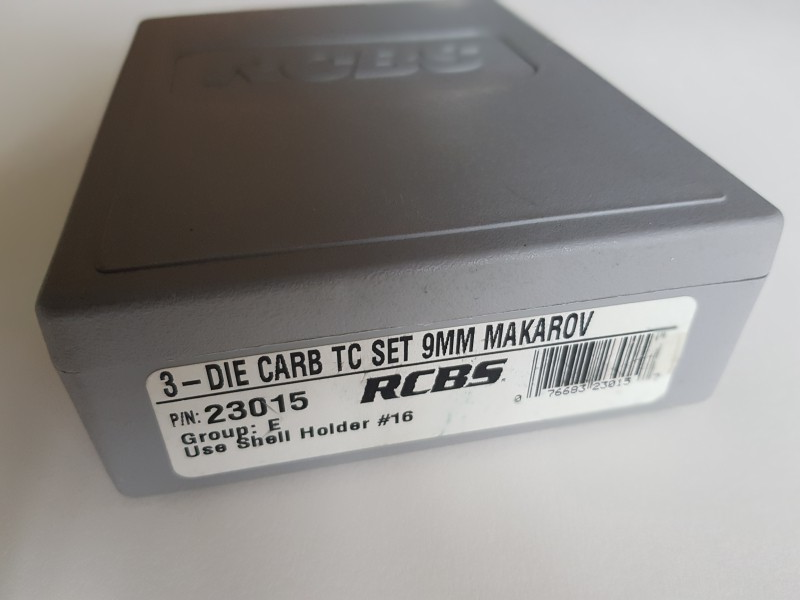 RCBS
3-DIE CARB TC SET 9MM MAKAROV
P/N: 23015
RCBS
0 76683 23015
Group: E
Use Shell Holder #16